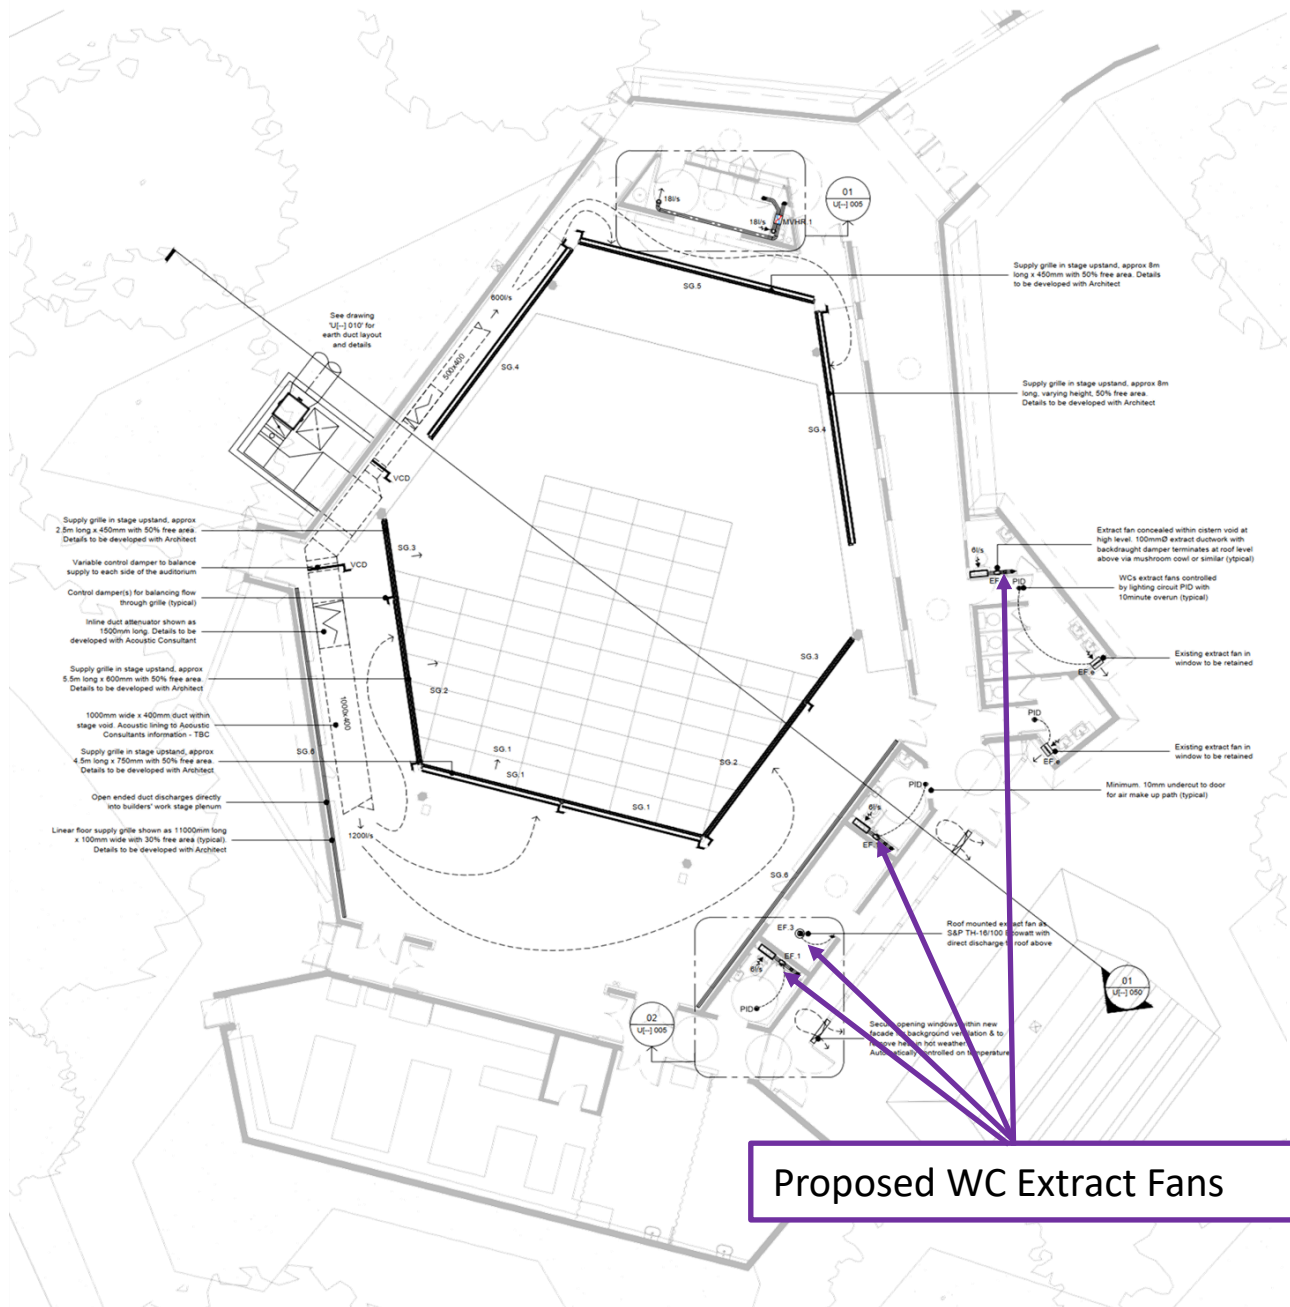 01
U[--] 005
18l/s
18l/s
MVHR.1
Supply grille in stage upstand, approx 8m
long x 450mm with 50% free area. Details
to be developed with Architect
SG.5
600l/s
See drawing
'U[--] 010' for
earth duct layout
and details
500x400
SG.4
Supply grille in stage upstand, approx 8m
long, varying height, 50% free area.
Details to be developed with Architect
SG.4
VCD
Supply grille in stage upstand, approx
2.5m long x 450mm with 50% free area.
Details to be developed with Architect
SG.3
Variable control damper to balance
supply to each side of the auditorium
VCD
Control damper(s) for balancing flow
through grille (typical)
Inline duct attenuator shown as
1500mm long. Details to be
developed with Acoustic Consultant
Supply grille in stage upstand, approx
5.5m long x 600mm with 50% free area.
Details to be developed with Architect
SG.2
1000mm wide x 400mm duct within
stage void. Acoustic lining to Acoustic
Consultants information - TBC
1000x400
SG.6
Supply grille in stage upstand, approx
4.5m long x 750mm with 50% free area.
Details to be developed with Architect
SG.1
SG.1
SG.1
Open ended duct discharges directly
into builders' work stage plenum
Linear floor supply grille shown as 11000mm long
x 100mm wide with 30% free area (typical).
Details to be developed with Architect
1200l/s
SG.3
SG.2
SG.6
Extract fan concealed within cistern void at
high level. 100mmØ extract ductwork with
backdraught damper terminates at roof level
above via mushroom cowl or similar (ytpical)
6l/s
EF.
PID
WCs extract fans controlled
by lighting circuit PID with
10minute overun (typical)
Existing extract fan in
window to be retained
EF.e
PID
EF.e
Existing extract fan in
window to be retained
Minimum. 10mm undercut to door
for air make up path (typical)
PID
6l/s
EF.
Roof mounted extract fan as
S&P TH-16/100 Ecowatt with
direct discharge to roof above
EF.3
EF.1
6l/s
PID
02
U[--] 005
01
U[--] 050
Secure opening windows within new
facade for background ventilation & to
remove heat in hot weather
Automatically controlled on temperature
Proposed WC Extract Fans